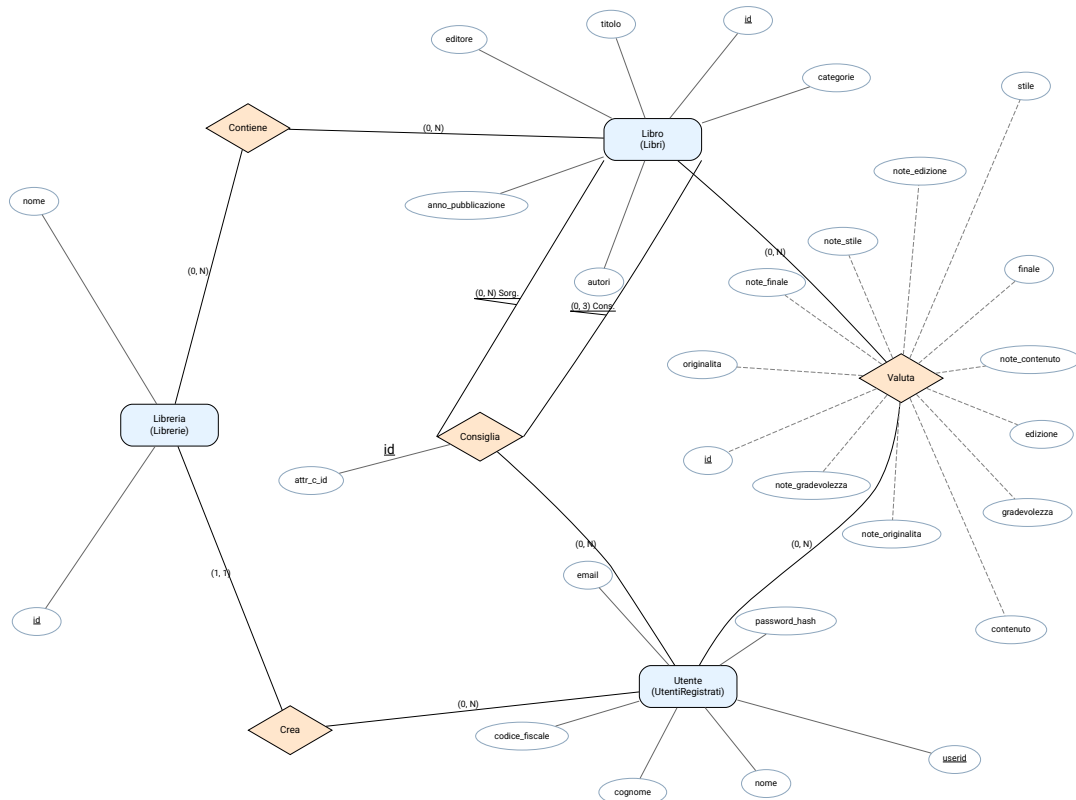 id
titolo
editore
categorie
stile
Contiene
(0, N)
Libro
(Libri)
note_edizione
nome
anno_pubblicazione
note_stile
(0, N)
(0, N)
finale
autori
note_finale
(0, N) Sorg.
(0, 3) Cons.
note_contenuto
originalita
Valuta
Libreria
(Librerie)
Consiglia
edizione
id
id
attr_c_id
note_gradevolezza
gradevolezza
note_originalita
(0, N)
(0, N)
(1, 1)
email
id
password_hash
contenuto
Utente
(UtentiRegistrati)
(0, N)
Crea
codice_fiscale
userid
nome
cognome